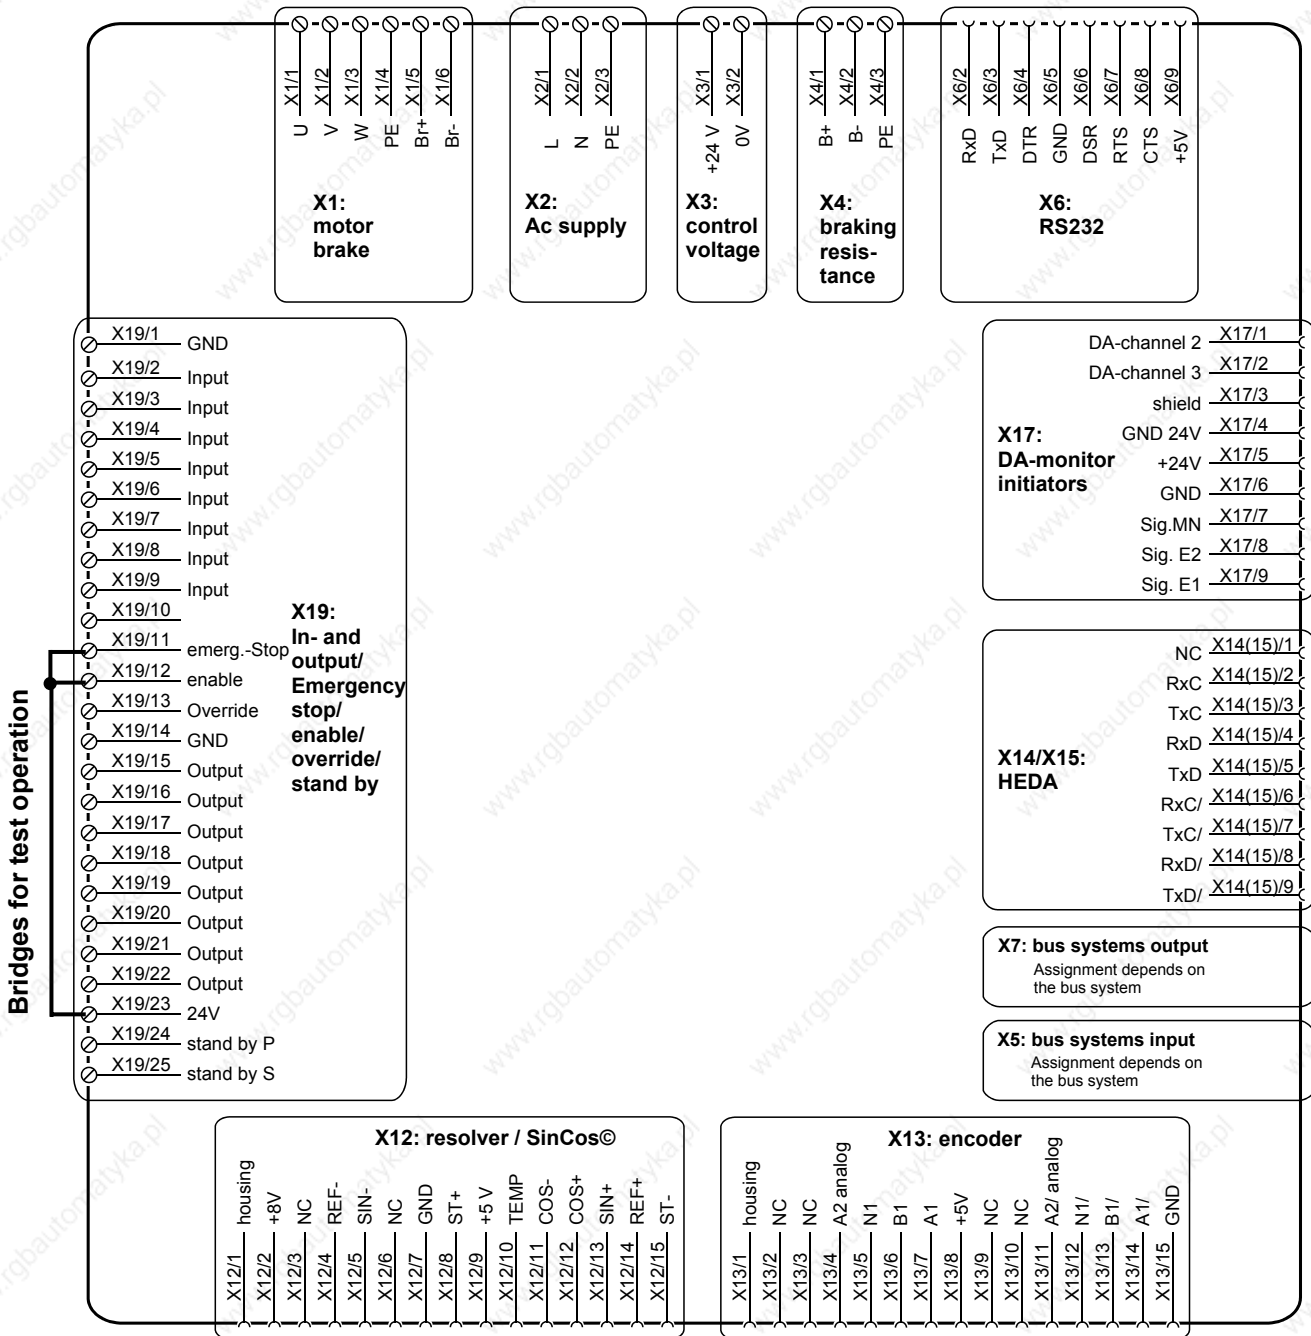 X1/1
X1/2
X1/3
X1/4
X1/5
X1/6
U
V
W
PE
Br+
Br-
X1:
motor
brake
X2/1
X2/2
X2/3
L
N
PE
X2:
Ac supply
X3/1
X3/2
+24 V
0V
X3:
control
voltage
X4/1
X4/2
X4/3
B+
B-
PE
X4:
braking
resis-
tance
X6/2
X6/3
X6/4
X6/5
X6/6
X6/7
X6/8
X6/9
RxD
TxD
DTR
GND
DSR
RTS
CTS
+5V
X6:
RS232
X19/1 GND
X19/2 Input
X19/3 Input
X19/4 Input
X19/5 Input
X19/6 Input
X19/7 Input
X19/8 Input
X19/9 Input
X19/10
X19/11 emerg.-Stop
X19/12 enable
X19/13 Override
X19/14 GND
X19/15 Output
X19/16 Output
X19/17 Output
X19/18 Output
X19/19 Output
X19/20 Output
X19/21 Output
X19/22 Output
X19/23 24V
X19/24 stand by P
X19/25 stand by S
X19:
In- and
output/
Emergency
stop/
enable/
override/
stand by
Bridges for test operation
DA-channel 2 X17/1
DA-channel 3 X17/2
shield X17/3
GND 24V X17/4
+24V X17/5
GND X17/6
Sig.MN X17/7
Sig. E2 X17/8
Sig. E1 X17/9
X17:
DA-monitor
initiators
NC X14(15)/1
RxC X14(15)/2
TxC X14(15)/3
RxD X14(15)/4
TxD X14(15)/5
RxC/ X14(15)/6
TxC/ X14(15)/7
RxD/ X14(15)/8
TxD/ X14(15)/9
X14/X15:
HEDA
X7: bus systems output
Assignment depends on
the bus system
X5: bus systems input
Assignment depends on
the bus system
X12: resolver / SinCos©
X12/1 housing
X12/2 +8V
X12/3 NC
X12/4 REF-
X12/5 SIN-
X12/6 NC
X12/7 GND
X12/8 ST+
X12/9 +5 V
X12/10 TEMP
X12/11 COS-
X12/12 COS+
X12/13 SIN+
X12/14 REF+
X12/15 ST-
X13: encoder
X13/1 housing
X13/2 NC
X13/3 NC
X13/4 A2 analog
X13/5 N1
X13/6 B1
X13/7 A1
X13/8 +5V
X13/9 NC
X13/10 NC
X13/11 A2/ analog
X13/12 N1/
X13/13 B1/
X13/14 A1/
X13/15 GND
www.rgbautomatyka.pl